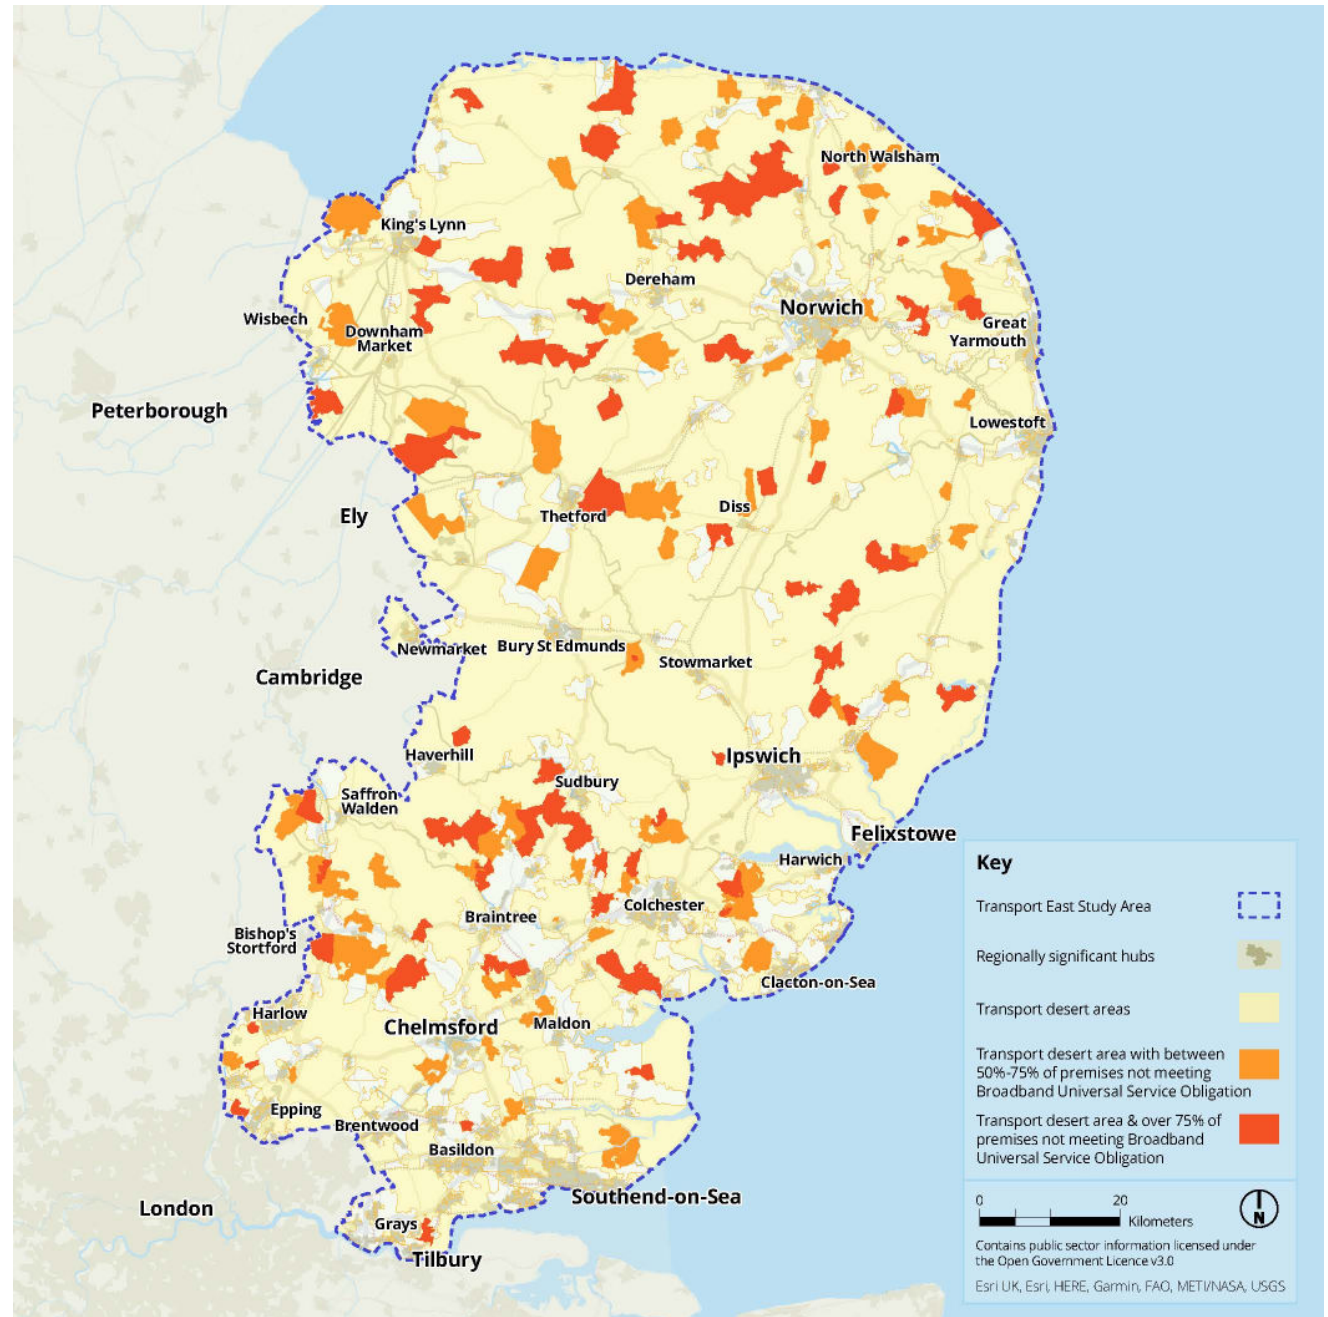 North Walsham
King's Lynn
Dereham
Norwich
Wisbech
Downham
Market
Great
Yarmouth
Peterborough
Lowestoft
Ely
Thetford
Diss
Newmarket
Bury St Edmunds
Stowmarket
Cambridge
Haverhill
Ipswich
Sudbury
Saffron
Walden
Felixstowe
Harwich
Colchester
Braintree
Bishop's
Stortford
Clacton-on-Sea
Harlow
Chelmsford
Maldon
Epping
Brentwood
Basildon
Southend-on-Sea
London
Grays
Tilbury
Key
Transport East Study Area
Regionally significant hubs
Transport desert areas
Transport desert area with between
50%-75% of premises not meeting
Broadband Universal Service Obligation
Transport desert area & over 75% of
premises not meeting Broadband
Universal Service Obligation
0 20
Kilometers
N
Contains public sector information licensed under
the Open Government Licence v3.0
Esri UK, Esri, HERE, Garmin, FAO, METI/NASA, USGS